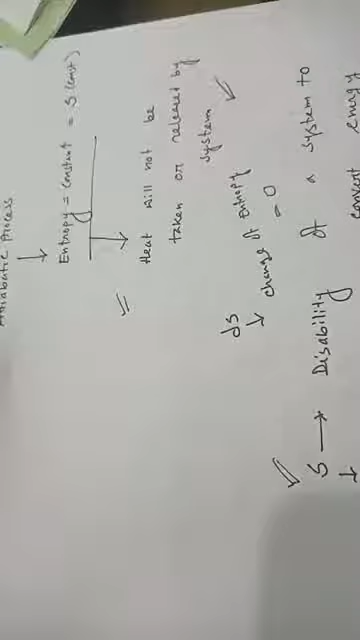 Adiabatic Process
↓
Entropy = Constant = S (const)
↓
Heat will not be
taken or released by
system
ds
↓
change of entropy
= 0
S → Disability of a system to
↓ convert energy